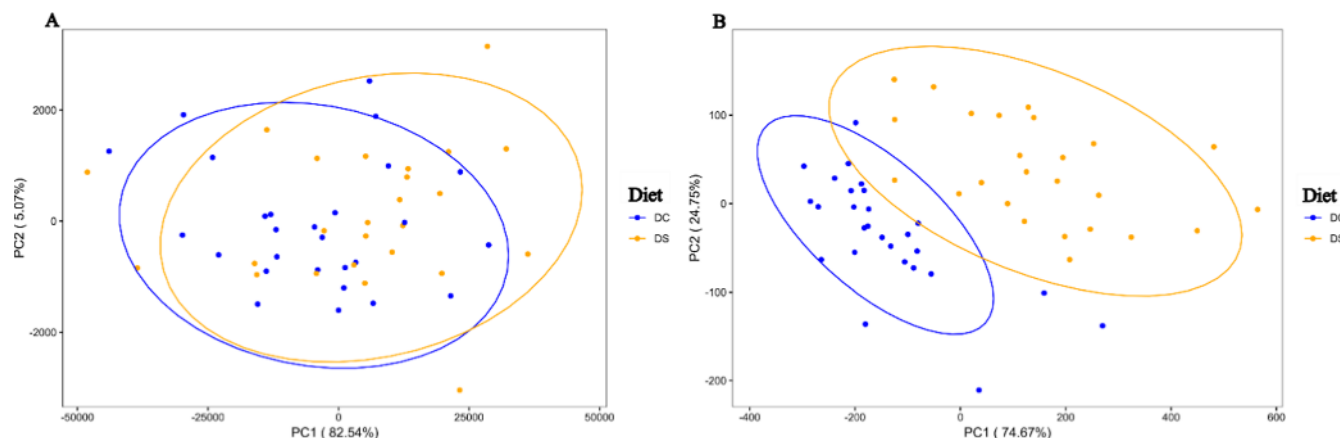 A
2000
0
-2000
PC2 ( 5.07%)
-50000
-25000
0
25000
50000
PC1 ( 82.54%)
Diet
DC
DS
B
100
0
-100
-200
PC2 ( 24.75%)
-400
-200
0
200
400
600
PC1 ( 74.67%)
Diet